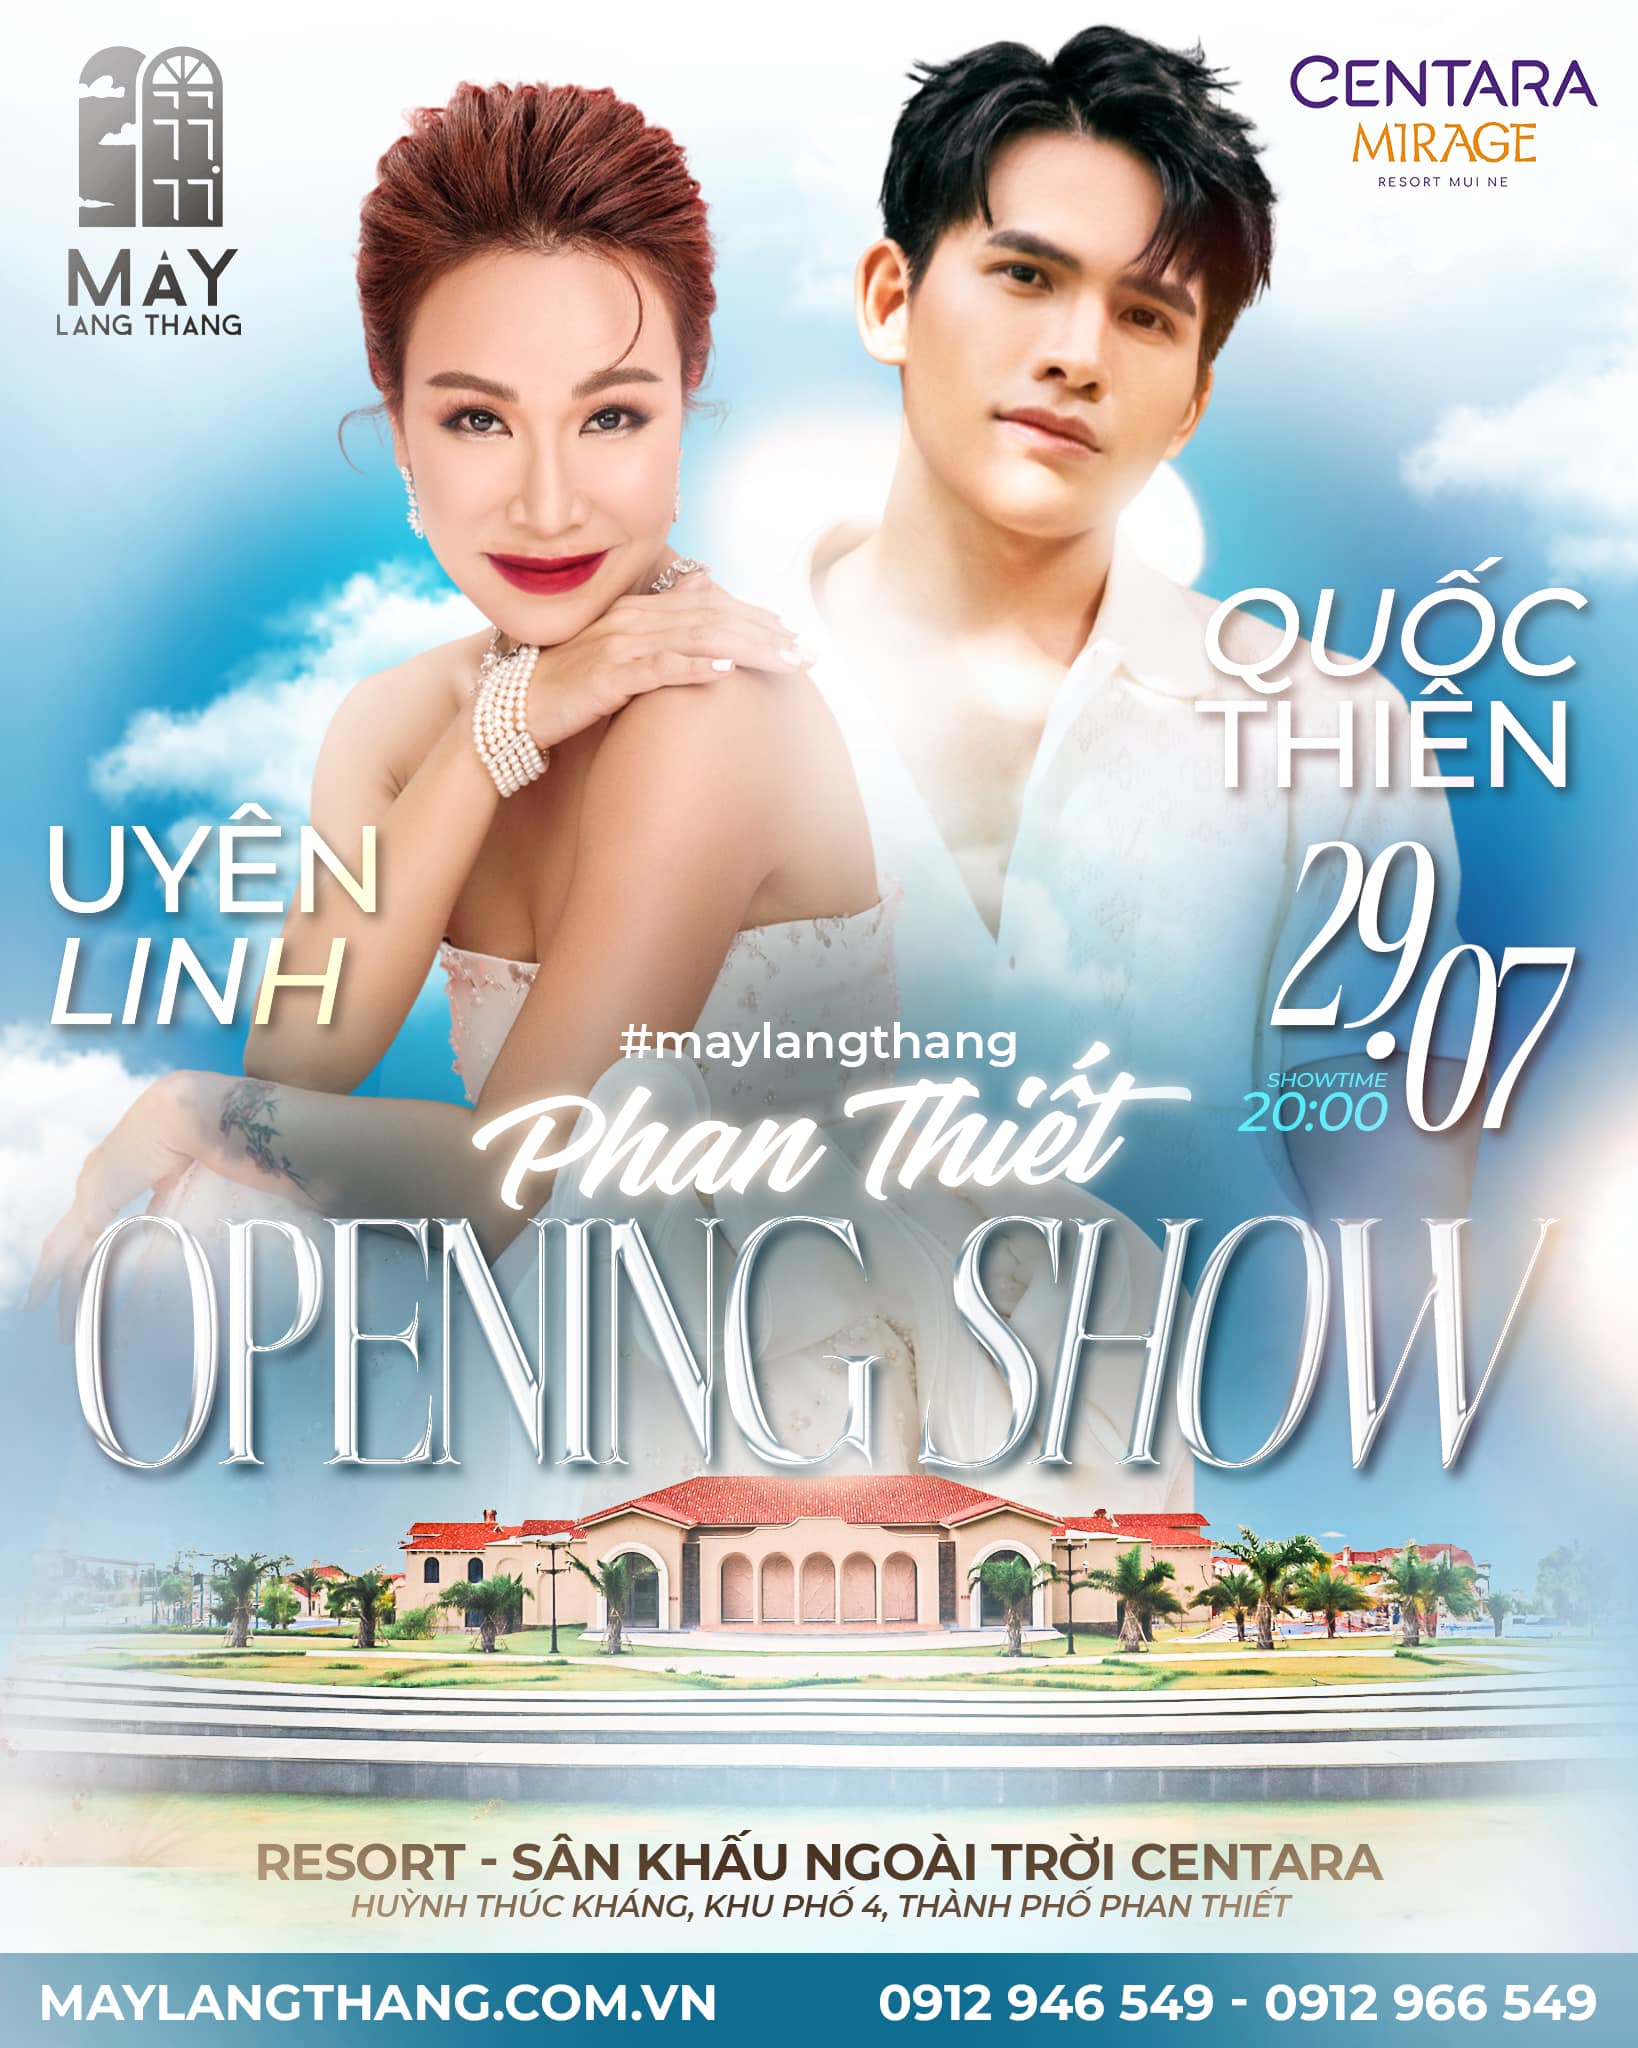 MÂY
LANG THANG
CENTARA
MIRAGE
RESORT MUI NE
QUỐC
THIÊN
UYÊN
LINH
29.
07
SHOWTIME
20:00
#maylangthang
Phan Thiết
OPENING SHOW
RESORT - SÂN KHẤU NGOÀI TRỜI CENTARA
HUỲNH THÚC KHÁNG, KHU PHỐ 4, THÀNH PHỐ PHAN THIẾT
MAYLANGTHANG.COM.VN
0912 946 549 - 0912 966 549